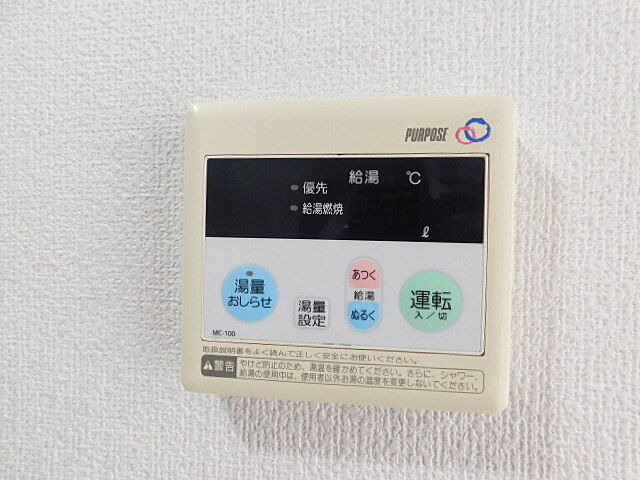 PURPOSE
給湯 ℃
優先
給湯燃焼
ℓ
湯量
おしらせ
湯量
設定
あつく
給湯
ぬるく
運転
入／切
MC-100
取扱説明書をよく読んで正しく安全にお使いください。
警告
やけど防止のため、湯温を確かめてください。さらに、シャワー、
給湯の使用中は、使用者以外お湯の温度を変更しないでください。